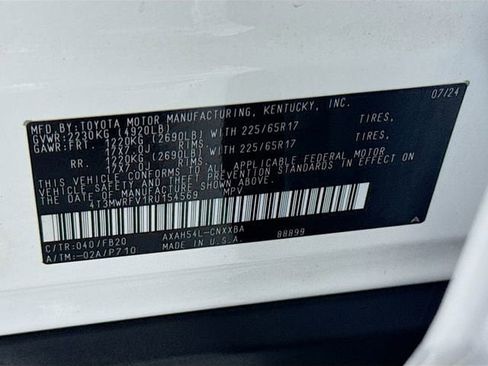 MFD.BY: TOYOTA MOTOR MANUFACTURING, KENTUCKY, INC. 07/24
GVWR: 2230KG (4920LB)
GAWR: FRT. 1220KG (2690LB) WITH 225/65R17 TIRES,
17X7.0J RIMS,
RR. 1220KG (2690LB) WITH 225/65R17 TIRES,
17X7.0J RIMS.
THIS VEHICLE CONFORMS TO ALL APPLICABLE FEDERAL MOTOR
VEHICLE SAFETY AND THEFT PREVENTION STANDARDS IN EFFECT ON
THE DATE OF MANUFACTURE SHOWN ABOVE.
4T3MWRFV1RU154569 MPV
C/TR:040/FB20 AXAH54L-CNXXBA 88899
A/TM:-02A/P710 MADE IN U.S.A.